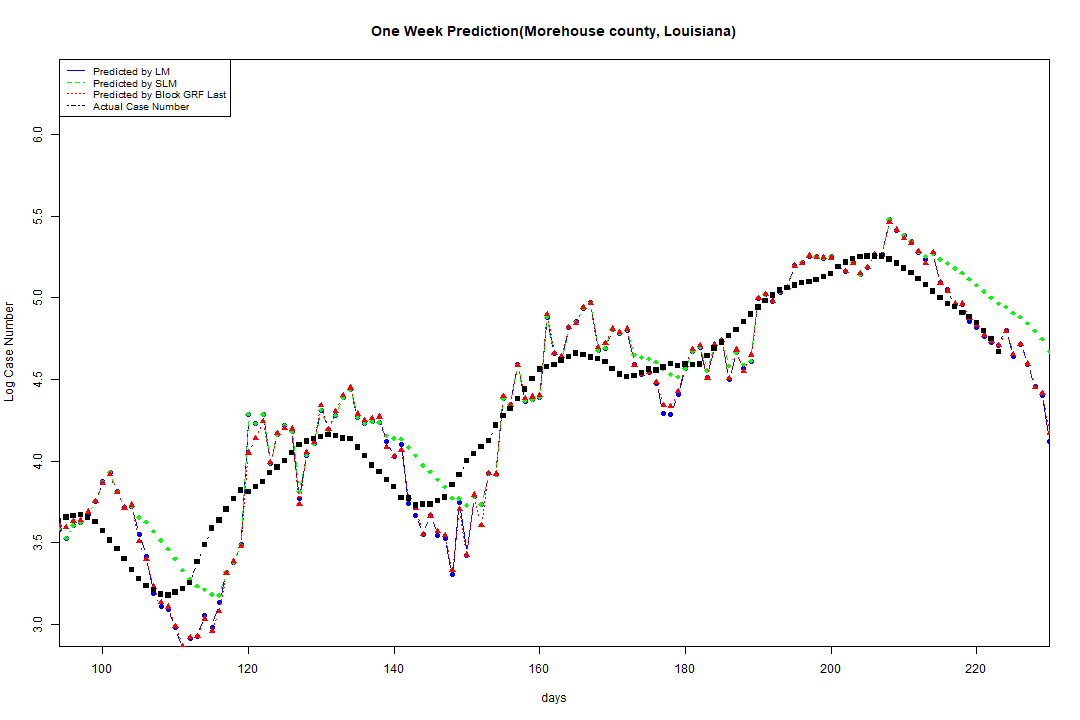 One Week Prediction(Morehouse county, Louisiana)
Predicted by LM
Predicted by SLM
Predicted by Block GRF Last
Actual Case Number
6.0
5.5
5.0
4.5
4.0
3.5
3.0
Log Case Number
100 120 140 160 180 200 220
days